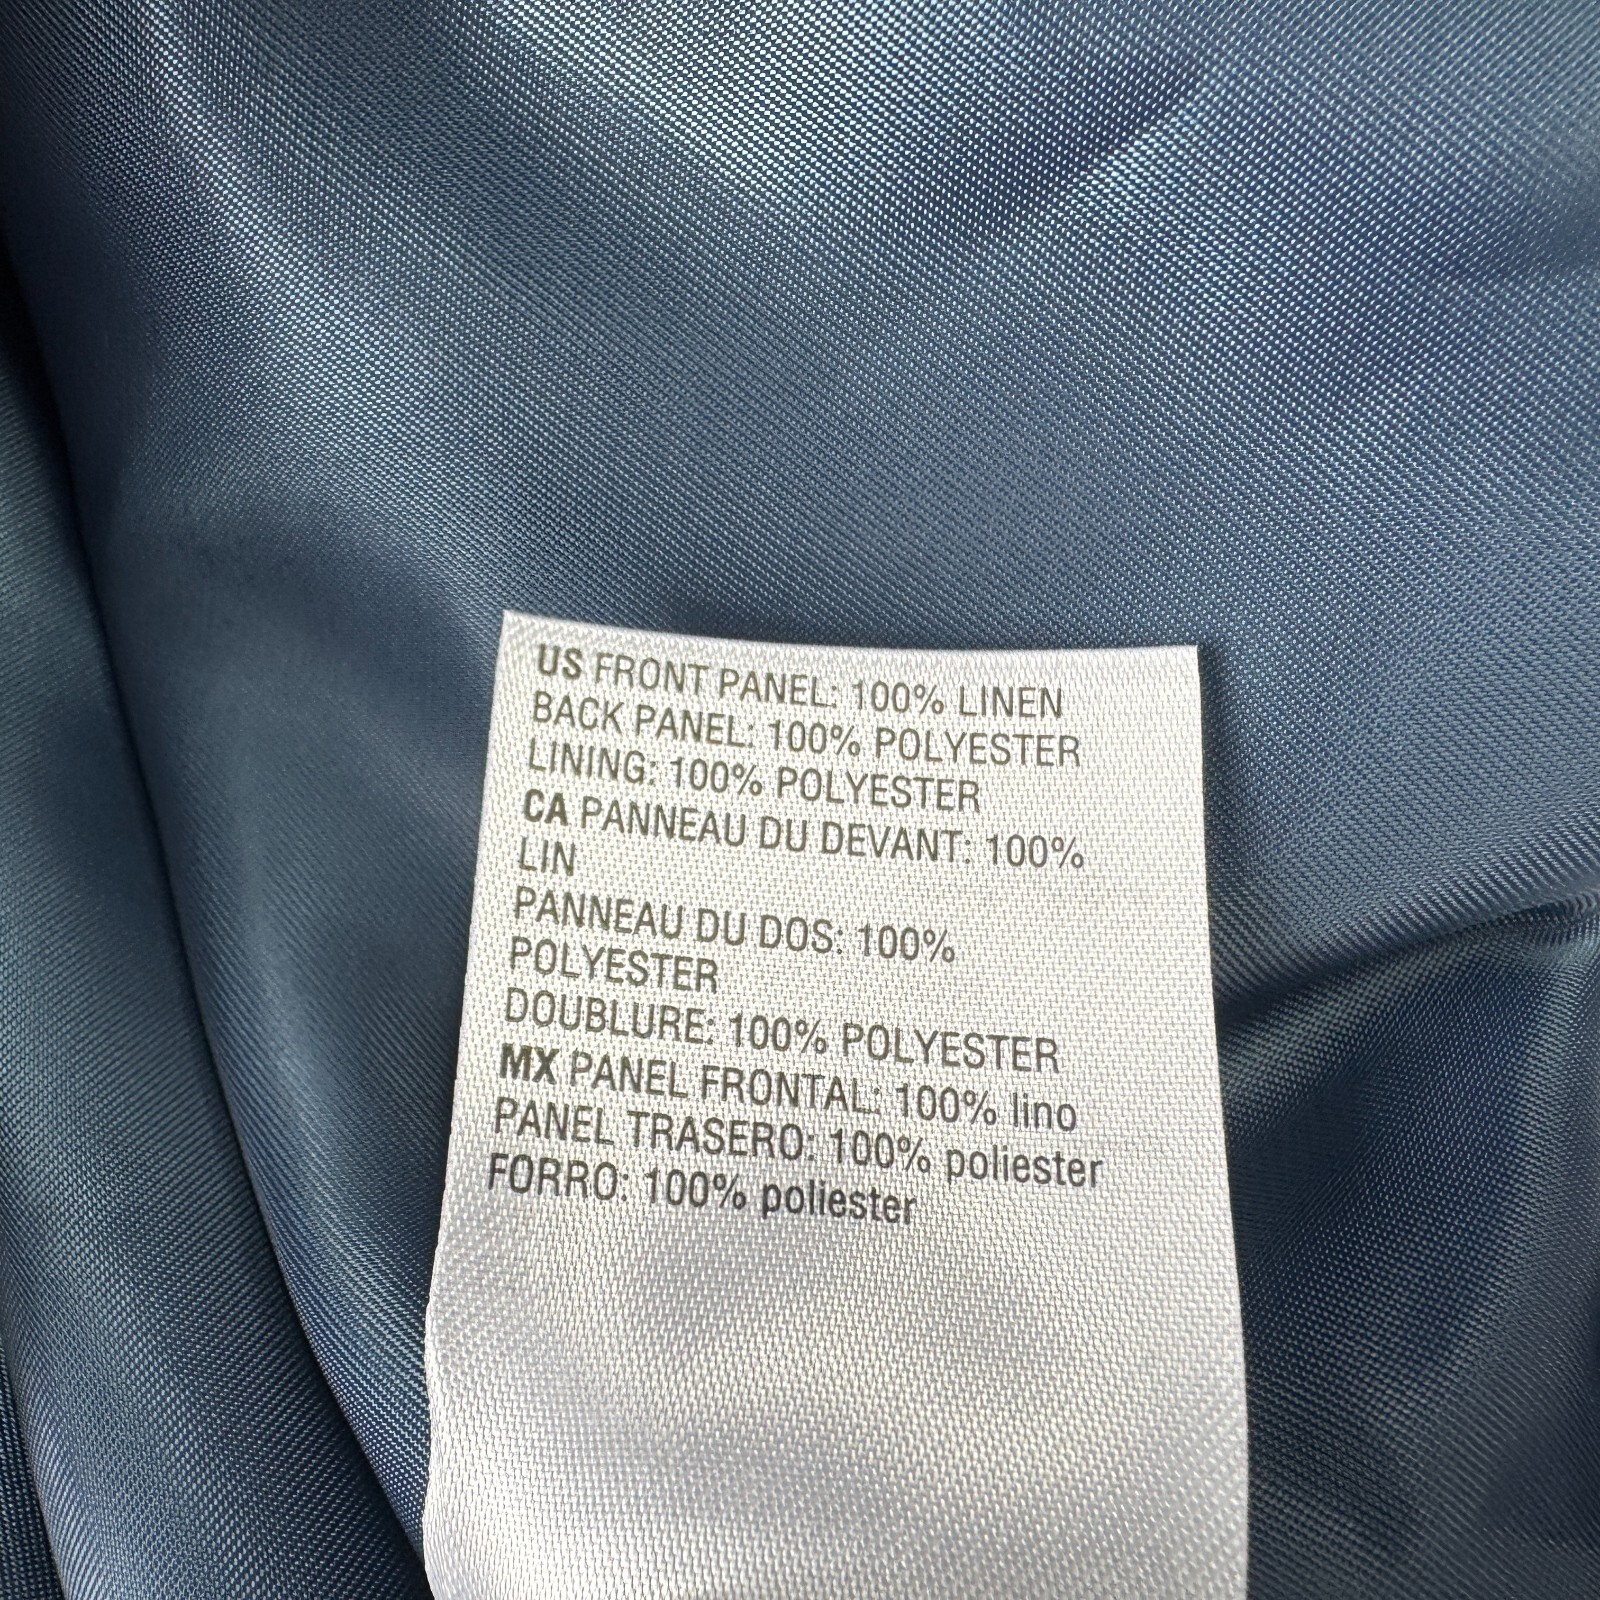 US FRONT PANEL: 100% LINEN
BACK PANEL: 100% POLYESTER
LINING: 100% POLYESTER
CA PANNEAU DU DEVANT: 100%
LIN
PANNEAU DU DOS: 100%
POLYESTER
DOUBLURE: 100% POLYESTER
MX PANEL FRONTAL: 100% lino
PANEL TRASERO: 100% poliester
FORRO: 100% poliester